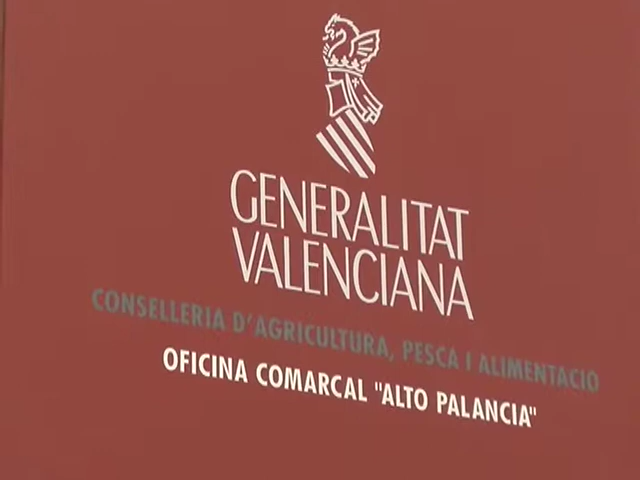 GENERALITAT
VALENCIANA
CONSELLERIA D'AGRICULTURA, PESCA I ALIMENTACIO
OFICINA COMARCAL "ALTO PALANCIA"